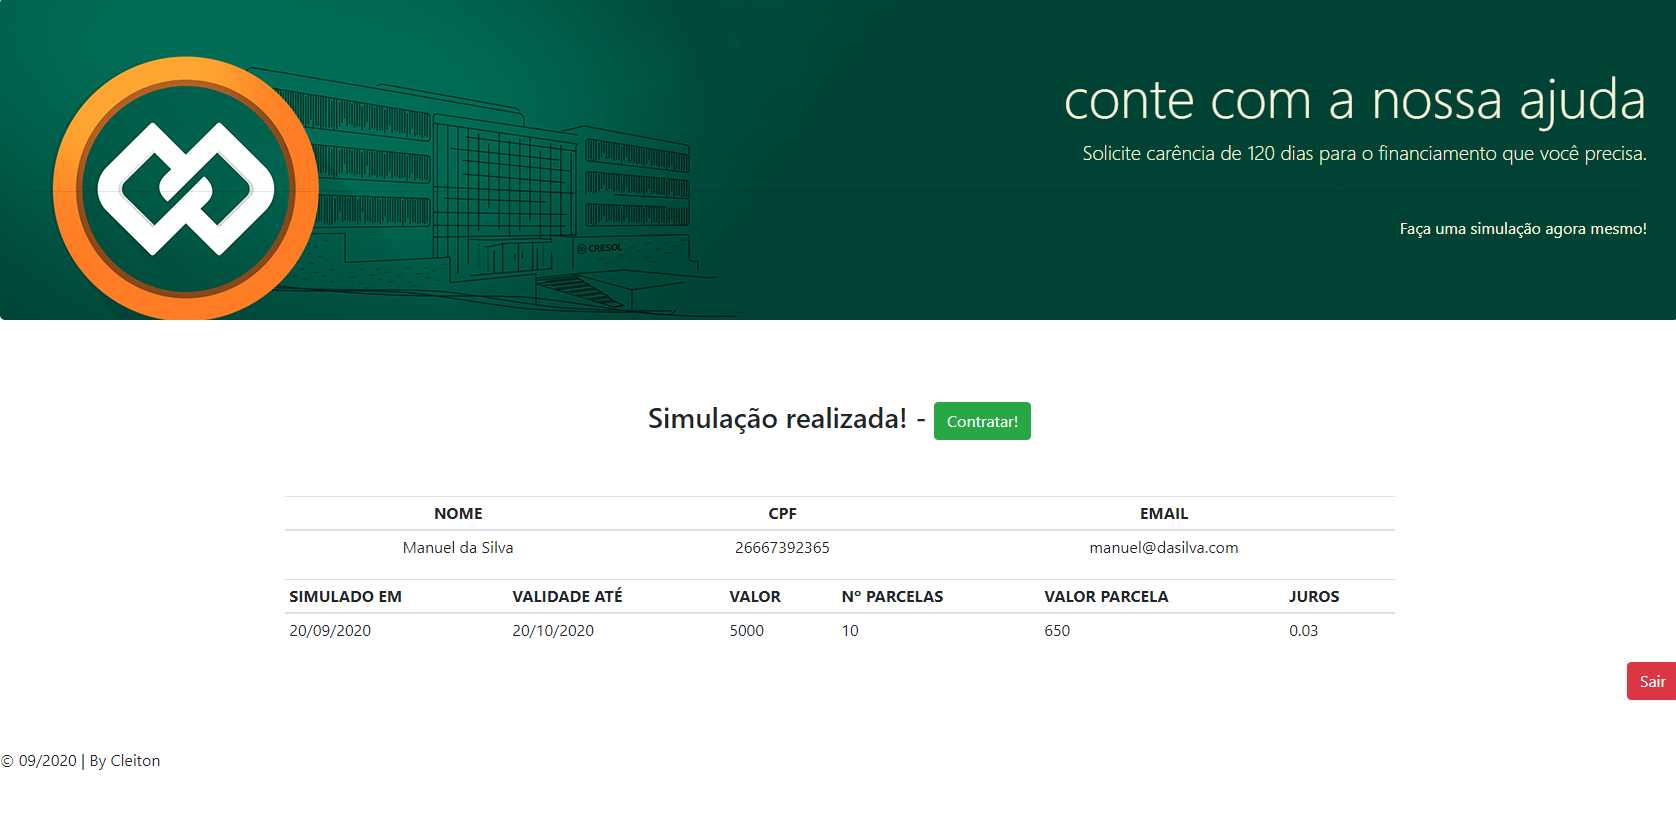 conte com a nossa ajuda
Solicite carência de 120 dias para o financiamento que você precisa.
Faça uma simulação agora mesmo!
CRESOL
Simulação realizada! - Contratar!
NOME CPF EMAIL
Manuel da Silva 26667392365 manuel@dasilva.com
SIMULADO EM VALIDADE ATÉ VALOR Nº PARCELAS VALOR PARCELA JUROS
20/09/2020 20/10/2020 5000 10 650 0.03
Sair
© 09/2020 | By Cleiton